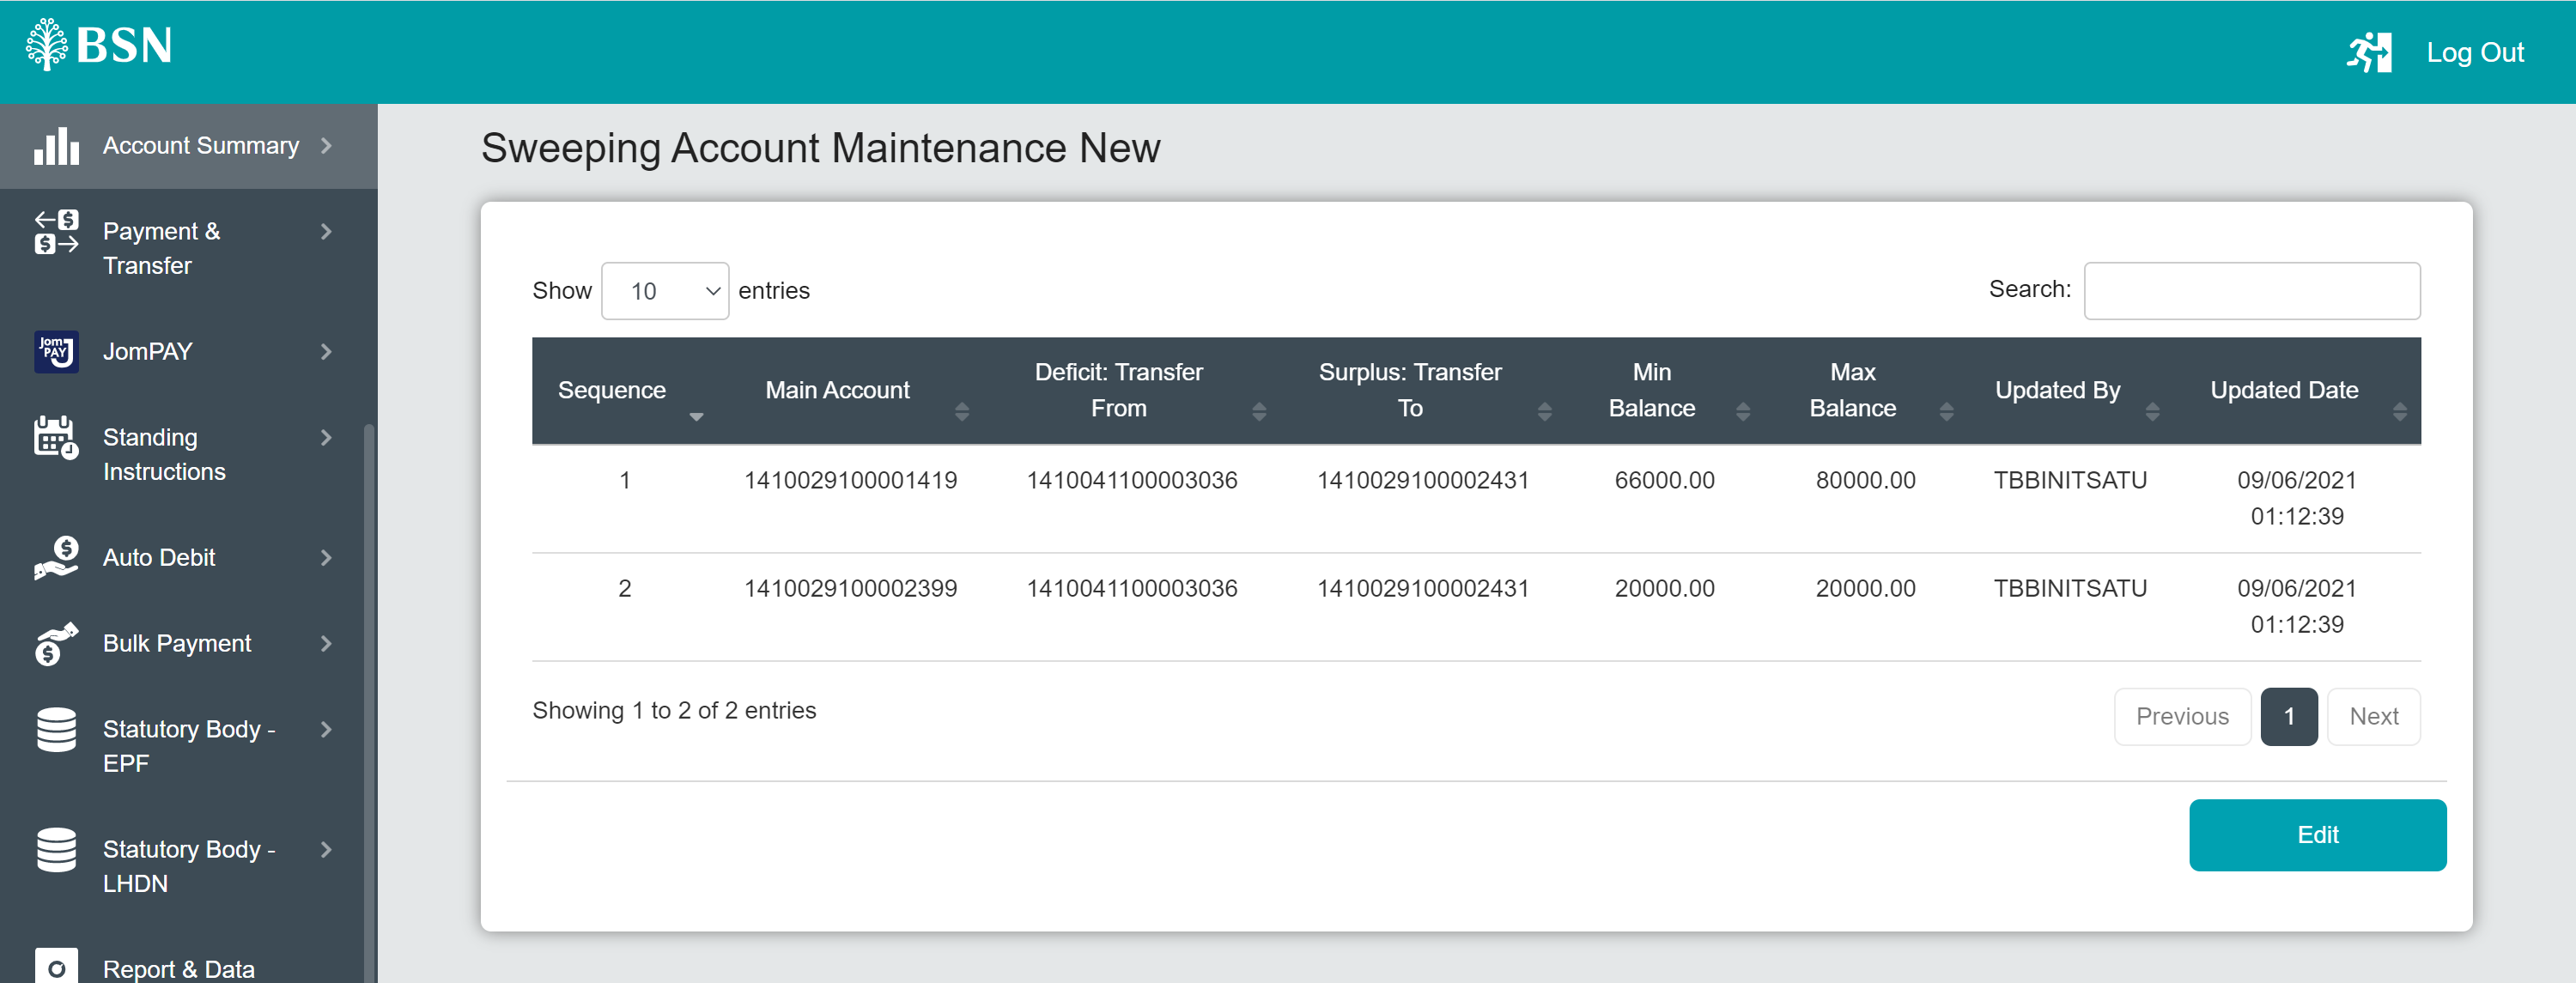 BSN
Log Out
Account Summary
Payment &
Transfer
Jom
PAY
JomPAY
Standing
Instructions
Auto Debit
Bulk Payment
Statutory Body -
EPF
Statutory Body -
LHDN
Report & Data
Sweeping Account Maintenance New
Show 10 entries
Search:
Sequence Main Account Deficit: Transfer From Surplus: Transfer To Min Balance Max Balance Updated By Updated Date
1 1410029100001419 1410041100003036 1410029100002431 66000.00 80000.00 TBBINITSATU 09/06/2021
01:12:39
2 1410029100002399 1410041100003036 1410029100002431 20000.00 20000.00 TBBINITSATU 09/06/2021
01:12:39
Showing 1 to 2 of 2 entries
Previous 1 Next
Edit